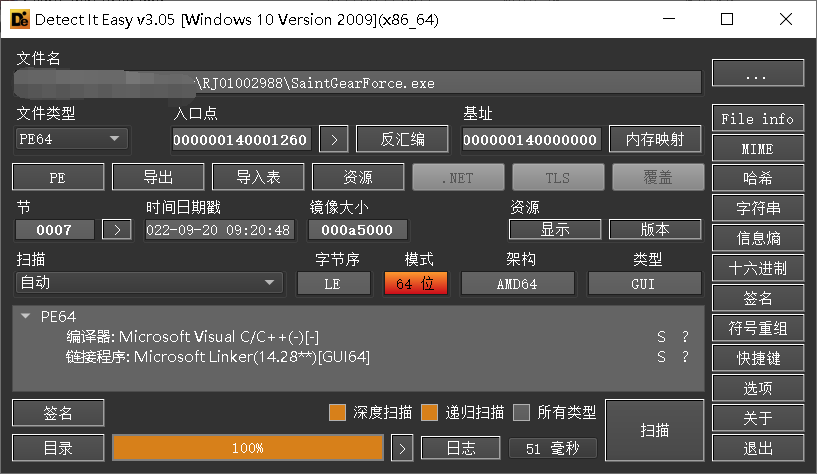 Detect It Easy v3.05 [Windows 10 Version 2009](x86_64)
文件名
\RJ01002988\SaintGearForce.exe
...
文件类型 入口点 基址
PE64 000000140001260 > 反汇编 000000140000000 内存映射
File info
MIME
PE 导出 导入表 资源 .NET TLS 覆盖
哈希
节 时间日期戳 镜像大小 资源
字符串
0007 > 022-09-20 09:20:48 000a5000 显示 版本
信息熵
扫描 字节序 模式 架构 类型
十六进制
自动 LE 64 位 AMD64 GUI
签名
PE64
符号重组
编译器: Microsoft Visual C/C++(-)[-] S ?
链接程序: Microsoft Linker(14.28**)[GUI64] S ?
快捷键
选项
签名 深度扫描 递归扫描 所有类型 扫描
关于
目录 100% > 日志 51 毫秒
退出